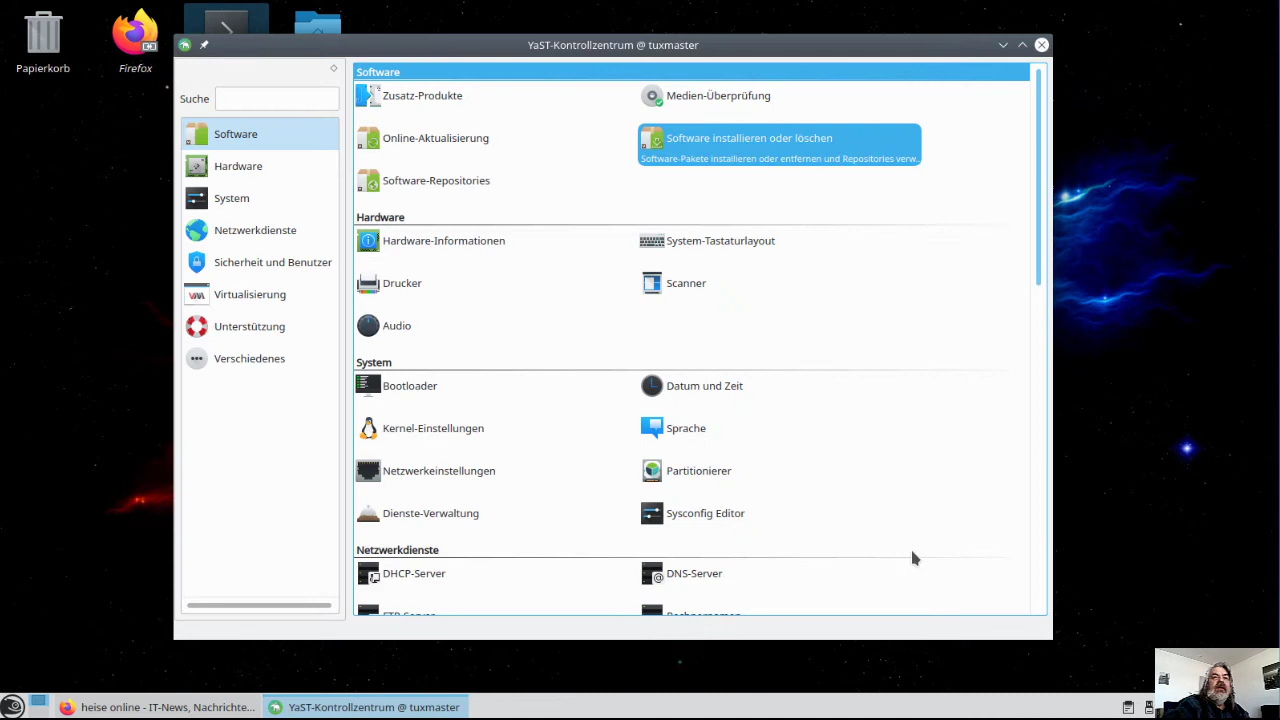 Papierkorb
Firefox
YaST-Kontrollzentrum @ tuxmaster
Suche
Software
Hardware
System
Netzwerkdienste
Sicherheit und Benutzer
Virtualisierung
Unterstützung
Verschiedenes
Software
Zusatz-Produkte
Medien-Überprüfung
Online-Aktualisierung
Software installieren oder löschen
Software-Pakete installieren oder entfernen und Repositories verw...
Software-Repositories
Hardware
Hardware-Informationen
System-Tastaturlayout
Drucker
Scanner
Audio
System
Bootloader
Datum und Zeit
Kernel-Einstellungen
Sprache
Netzwerkeinstellungen
Partitionierer
Dienste-Verwaltung
Sysconfig Editor
Netzwerkdienste
DHCP-Server
DNS-Server
FTP-Server
Rechnernamen
heise online - IT-News, Nachrichte...
YaST-Kontrollzentrum @ tuxmaster